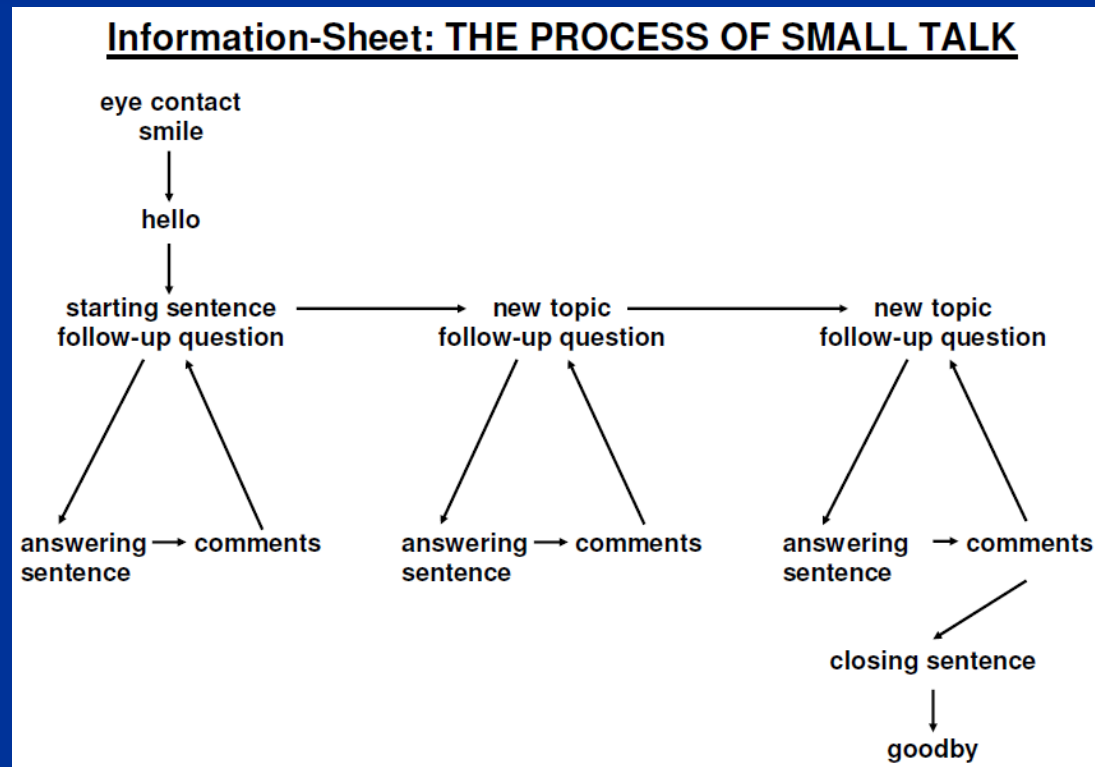 Information-Sheet: THE PROCESS OF SMALL TALK
eye contact
smile
hello
starting sentence
follow-up question
new topic
follow-up question
new topic
follow-up question
answering
sentence
comments
answering
sentence
comments
answering
sentence
comments
closing sentence
goodby